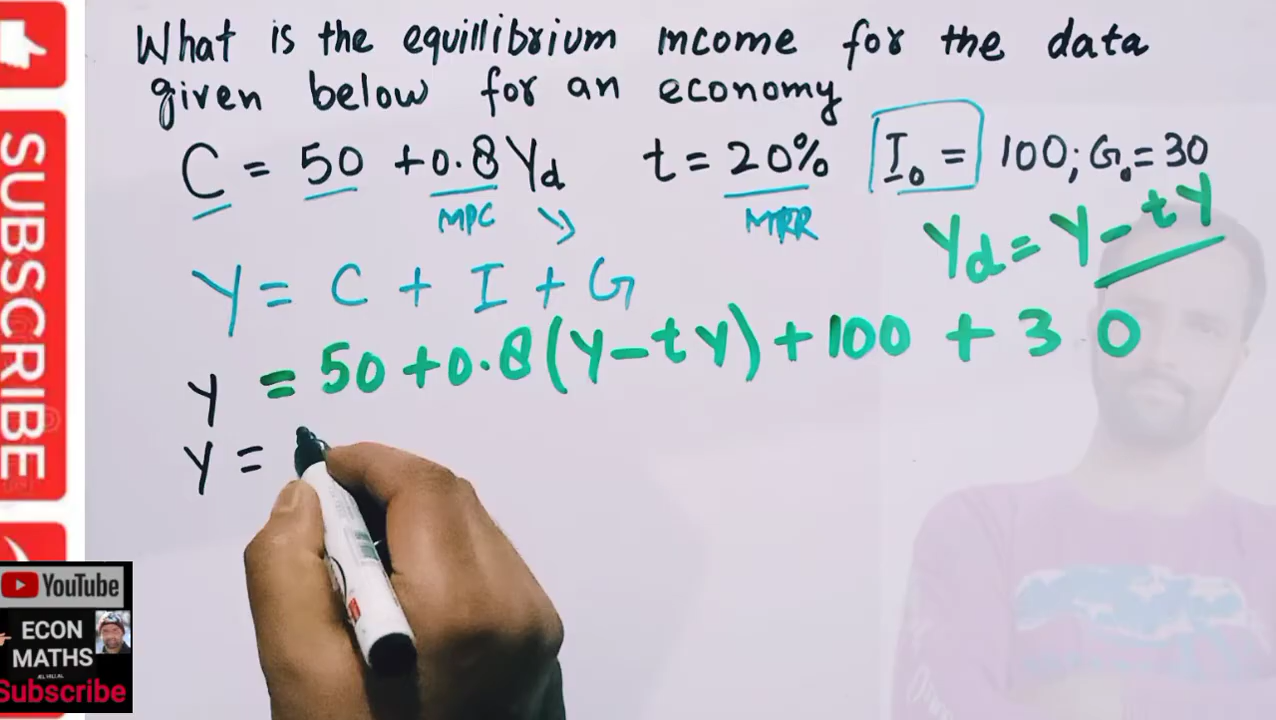 What is the equillibrium income for the data
given below for an economy
C = 50 + 0.8 Yd t = 20% I₀ = 100; G₀ = 30
MPC MRR
Yd = Y - tY
Y = C + I + G
Y = 50 + 0.8 (Y - tY) + 100 + 30
Y =
SUBSCRIBE
YouTube
ECON
MATHS
Subscribe